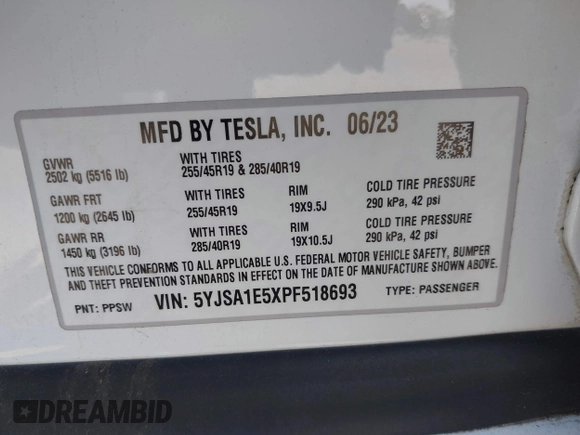 MFD BY TESLA, INC. 06/23
GVWR
2502 kg (5516 lb)
WITH TIRES
255/45R19 & 285/40R19
GAWR FRT
1200 kg (2645 lb)
WITH TIRES
255/45R19
RIM
19X9.5J
COLD TIRE PRESSURE
290 kPa, 42 psi
GAWR RR
1450 kg (3196 lb)
WITH TIRES
285/40R19
RIM
19X10.5J
COLD TIRE PRESSURE
290 kPa, 42 psi
THIS VEHICLE CONFORMS TO ALL APPLICABLE U.S. FEDERAL MOTOR VEHICLE SAFETY, BUMPER
AND THEFT PREVENTION STANDARDS IN EFFECT ON THE DATE OF MANUFACTURE SHOWN ABOVE.
PNT: PPSW
VIN: 5YJSA1E5XPF518693
TYPE: PASSENGER
DREAMBID